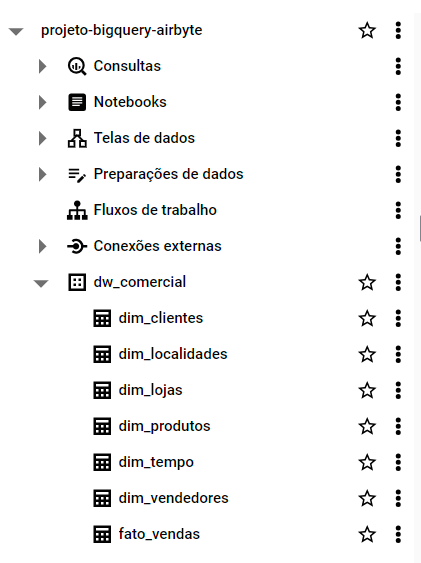 projeto-bigquery-airbyte
Consultas
Notebooks
Telas de dados
Preparações de dados
Fluxos de trabalho
Conexões externas
dw_comercial
dim_clientes
dim_localidades
dim_lojas
dim_produtos
dim_tempo
dim_vendedores
fato_vendas